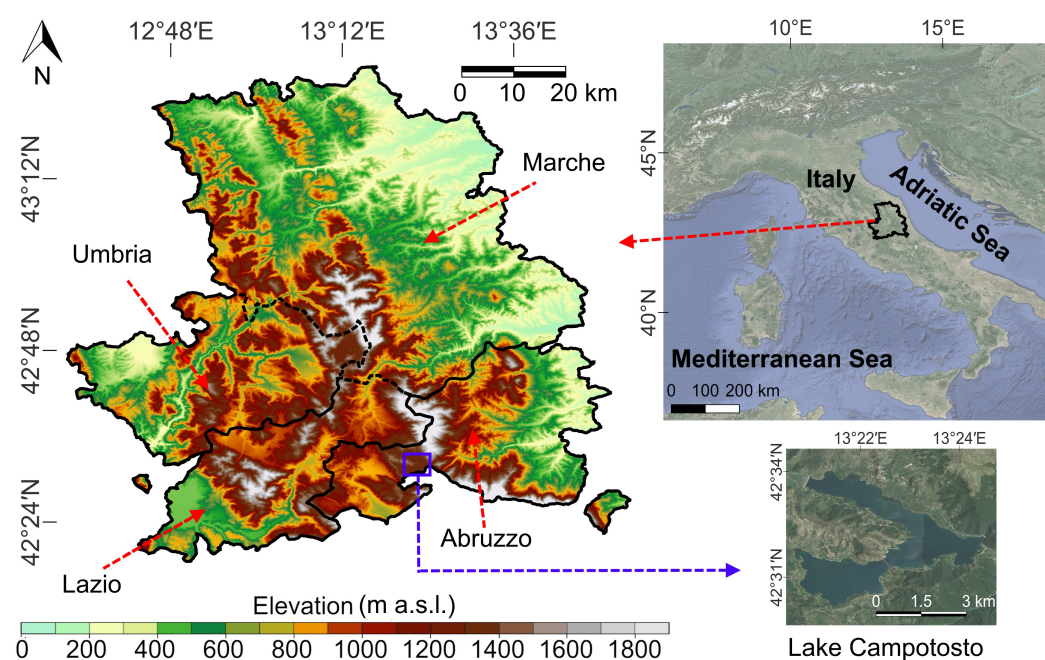 12°48′E 13°12′E 13°36′E
N
0 10 20 km
43°12′N
42°48′N
42°24′N
Marche
Umbria
Lazio
Abruzzo
Elevation (m a.s.l.)
0 200 400 600 800 1000 1200 1400 1600 1800
10°E 15°E
45°N
40°N
Italy
Adriatic Sea
Mediterranean Sea
0 100 200 km
13°22′E 13°24′E
42°34′N
42°31′N
0 1.5 3 km
Lake Campotosto